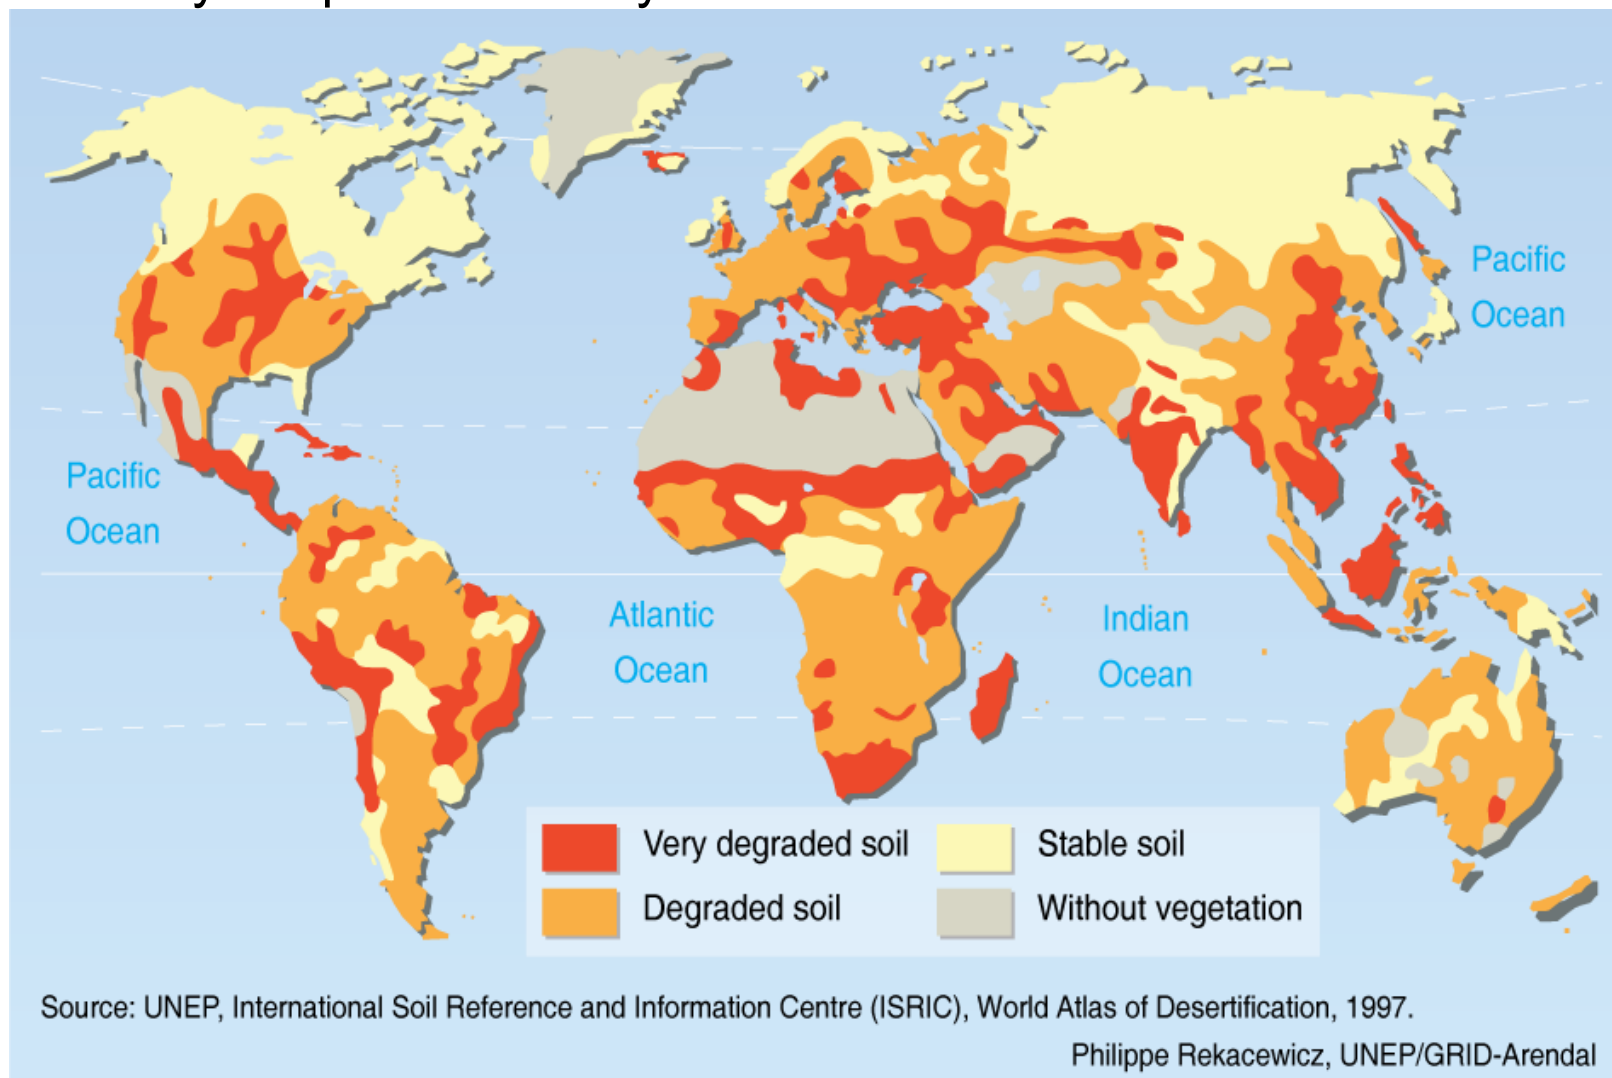 Pacific
Ocean
Pacific
Ocean
Atlantic
Ocean
Indian
Ocean
Very degraded soil
Stable soil
Degraded soil
Without vegetation
Source: UNEP, International Soil Reference and Information Centre (ISRIC), World Atlas of Desertification, 1997.
Philippe Rekacewicz, UNEP/GRID-Arendal